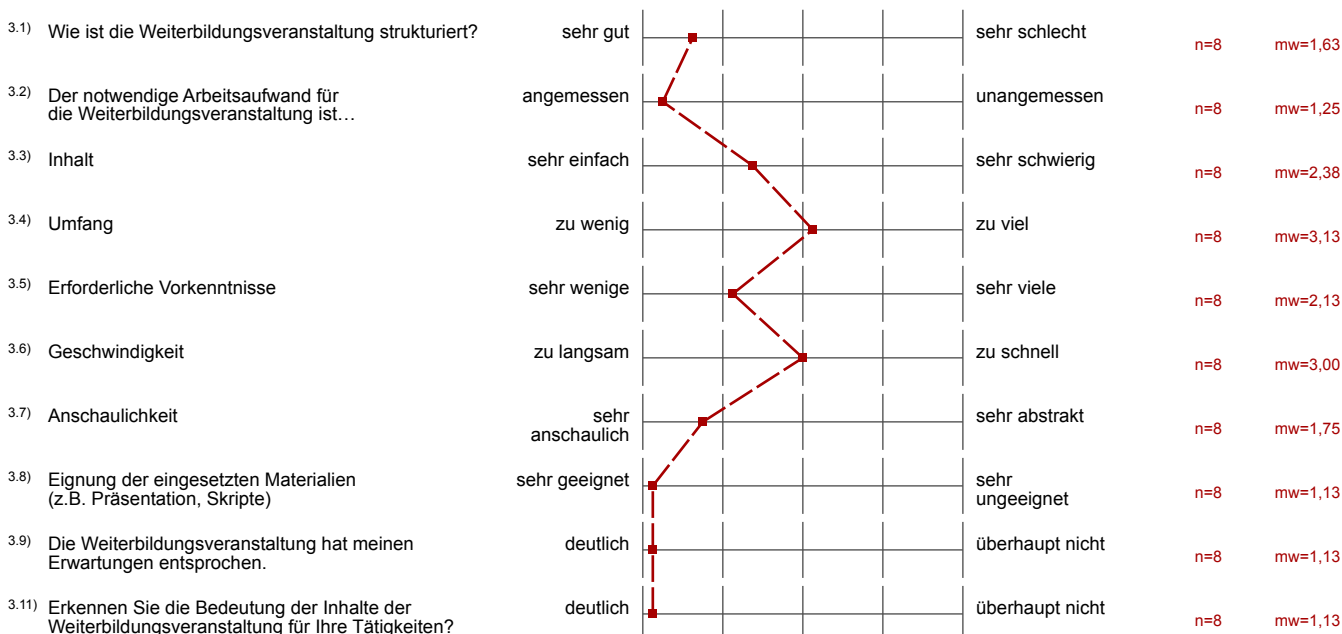 3.1) Wie ist die Weiterbildungsveranstaltung strukturiert? sehr gut sehr schlecht n=8 mw=1,63
3.2) Der notwendige Arbeitsaufwand für angemessen unangemessen n=8 mw=1,25
die Weiterbildungsveranstaltung ist…
3.3) Inhalt sehr einfach sehr schwierig n=8 mw=2,38
3.4) Umfang zu wenig zu viel n=8 mw=3,13
3.5) Erforderliche Vorkenntnisse sehr wenige sehr viele n=8 mw=2,13
3.6) Geschwindigkeit zu langsam zu schnell n=8 mw=3,00
3.7) Anschaulichkeit sehr sehr abstrakt n=8 mw=1,75
anschaulich
3.8) Eignung der eingesetzten Materialien sehr geeignet sehr n=8 mw=1,13
(z.B. Präsentation, Skripte) ungeeignet
3.9) Die Weiterbildungsveranstaltung hat meinen deutlich überhaupt nicht n=8 mw=1,13
Erwartungen entsprochen.
3.11) Erkennen Sie die Bedeutung der Inhalte der deutlich überhaupt nicht n=8 mw=1,13
Weiterbildungsveranstaltung für Ihre Tätigkeiten?